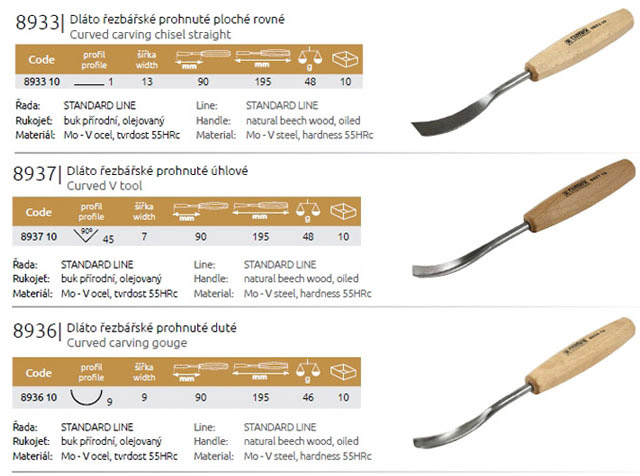 8933 Dláto řezbářské prohnuté ploché rovné
Curved carving chisel straight
Code profil profile šířka width mm mm g
8933 10 1 13 90 195 48 10
Řada: STANDARD LINE Line: STANDARD LINE
Rukojeť: buk přírodní, olejovaný Handle: natural beech wood, oiled
Materiál: Mo - V ocel, tvrdost 55HRc Material: Mo - V steel, hardness 55HRc
8937 Dláto řezbářské prohnuté úhlové
Curved V tool
Code profil profile šířka width mm mm g
8937 10 90º 45 7 90 195 48 10
Řada: STANDARD LINE Line: STANDARD LINE
Rukojeť: buk přírodní, olejovaný Handle: natural beech wood, oiled
Materiál: Mo - V ocel, tvrdost 55HRc Material: Mo - V steel, hardness 55HRc
8936 Dláto řezbářské prohnuté duté
Curved carving gouge
Code profil profile šířka width mm mm g
8936 10 9 9 90 195 46 10
Řada: STANDARD LINE Line: STANDARD LINE
Rukojeť: buk přírodní, olejovaný Handle: natural beech wood, oiled
Materiál: Mo - V ocel, tvrdost 55HRc Material: Mo - V steel, hardness 55HRc